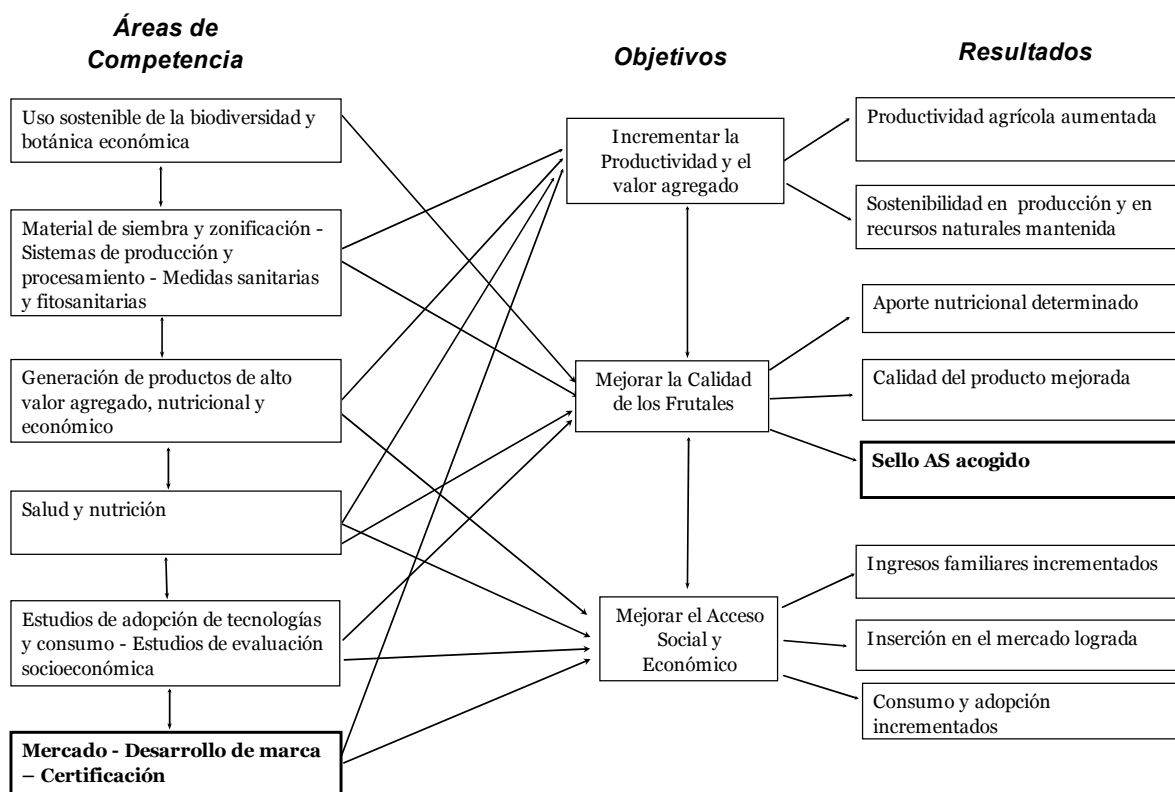 Áreas de
Competencia
Objetivos
Resultados
Uso sostenible de la biodiversidad y
botánica económica
Material de siembra y zonificación -
Sistemas de producción y
procesamiento - Medidas sanitarias
y fitosanitarias
Generación de productos de alto
valor agregado, nutricional y
económico
Salud y nutrición
Estudios de adopción de tecnologías
y consumo - Estudios de evaluación
socioeconómica
Mercado - Desarrollo de marca
– Certificación
Incrementar la
Productividad y el
valor agregado
Mejorar la Calidad
de los Frutales
Mejorar el Acceso
Social y
Económico
Productividad agrícola aumentada
Sostenibilidad en producción y en
recursos naturales mantenida
Aporte nutricional determinado
Calidad del producto mejorada
Sello AS acogido
Ingresos familiares incrementados
Inserción en el mercado lograda
Consumo y adopción
incrementados